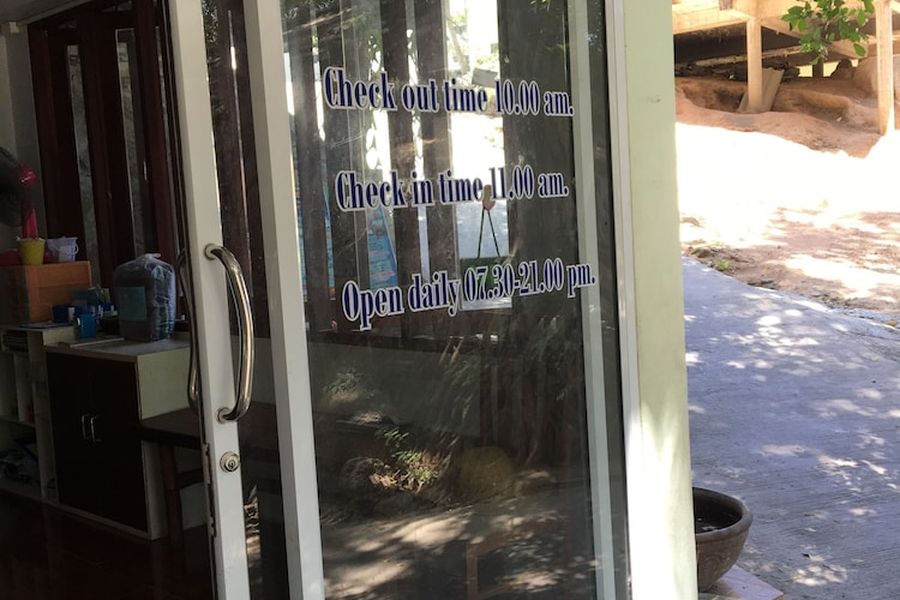 Check out time 10.00 am.
Check in time 11.00 am.
Open daily 07.30-21.00 pm.